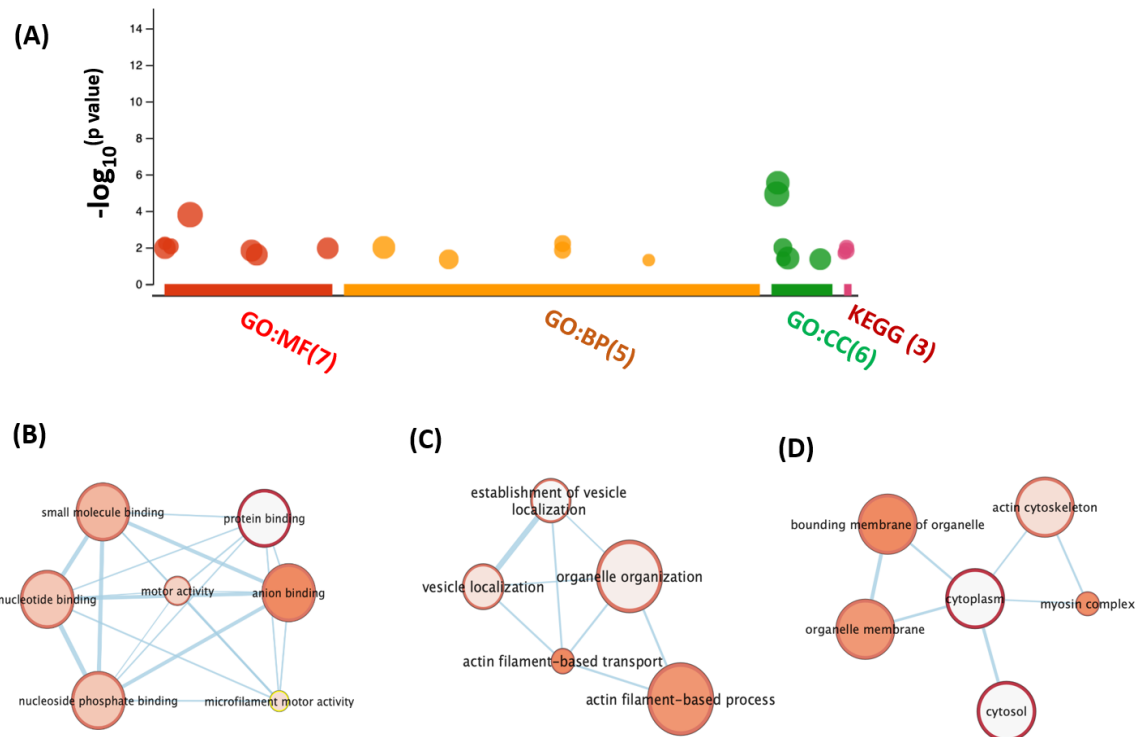 (A)
-log10(p value)
14
12
10
8
6
4
2
0
GO:MF(7)
GO:BP(5)
GO:CC(6)
KEGG (3)
(B)
small molecule binding
protein binding
nucleotide binding
motor activity
anion binding
nucleoside phosphate binding
microfilament motor activity
(C)
establishment of vesicle
localization
vesicle localization
organelle organization
actin filament-based transport
actin filament-based process
(D)
bounding membrane of organelle
actin cytoskeleton
cytoplasm
myosin complex
organelle membrane
cytosol